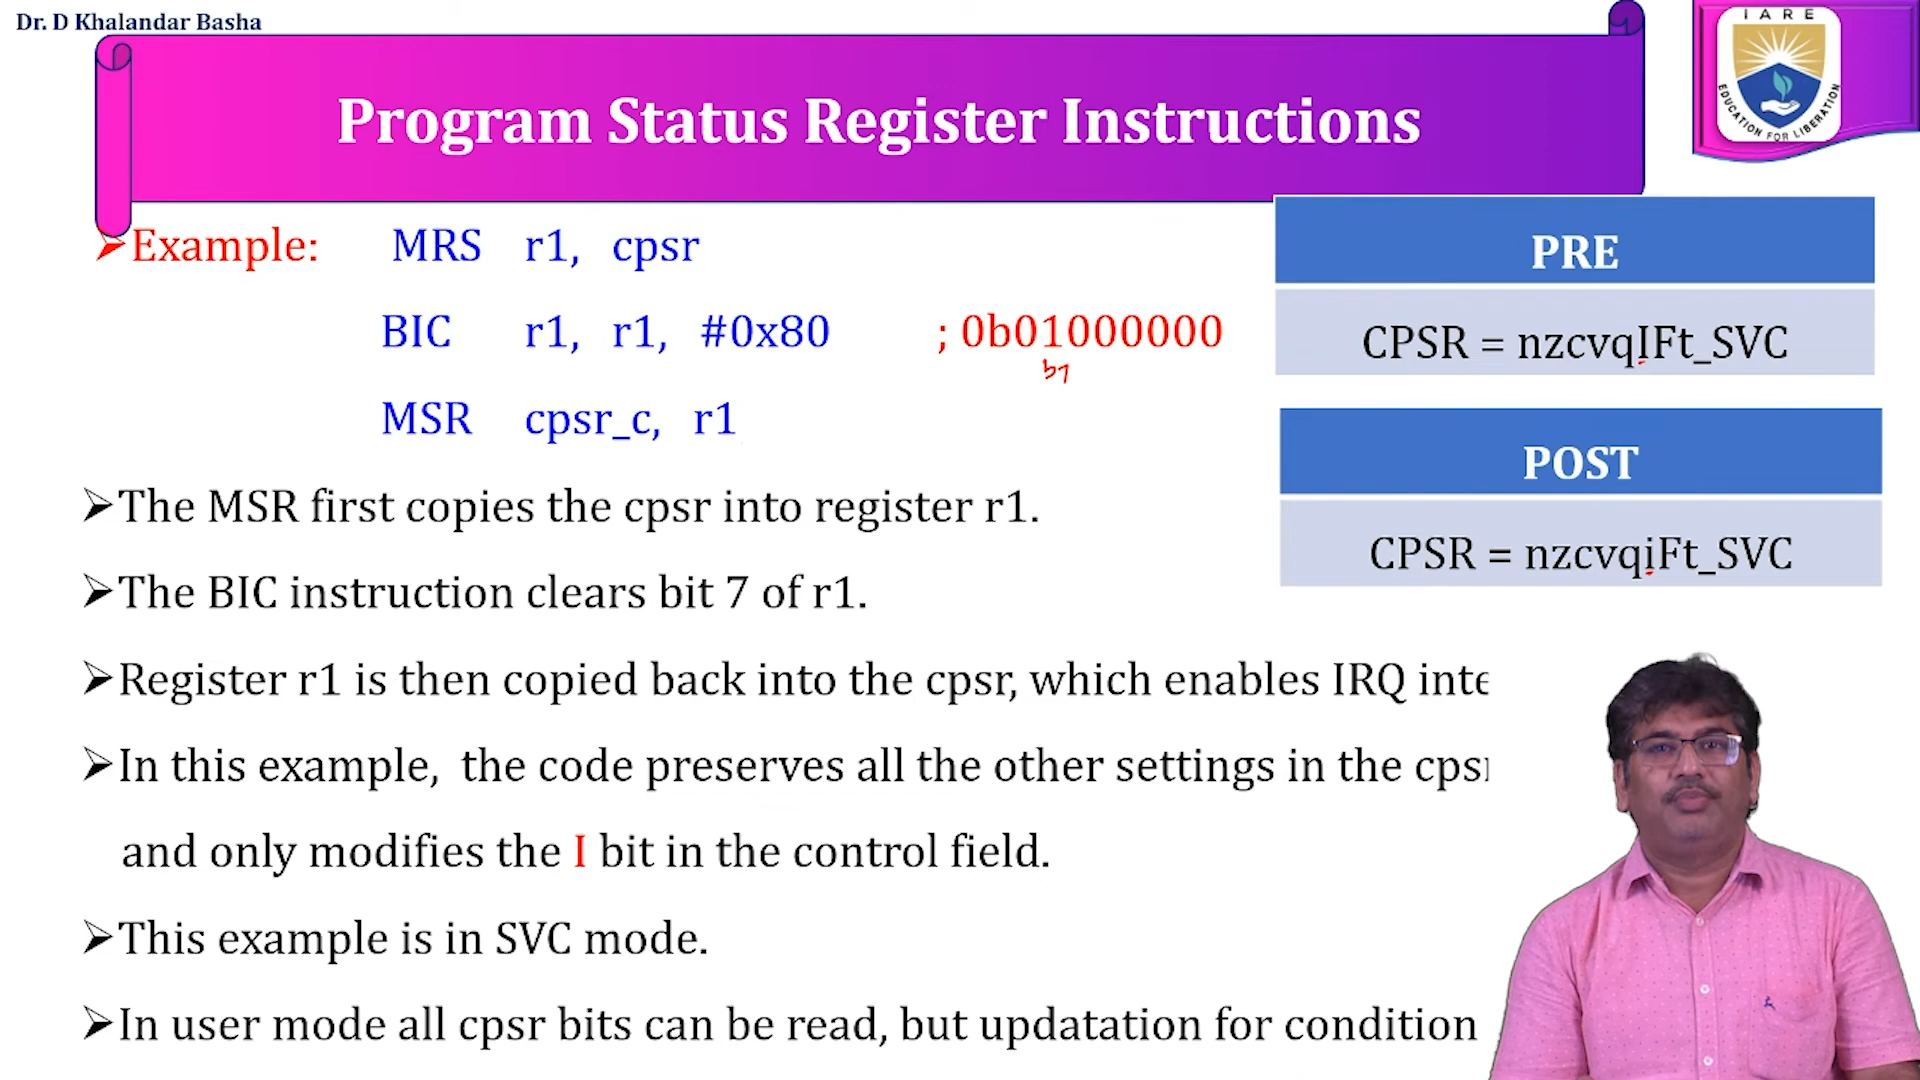 Dr. D Khalandar Basha
I A R E
EDUCATION FOR LIBERATION
Program Status Register Instructions
➢Example: MRS r1, cpsr
BIC r1, r1, #0x80 ; 0b01000000
b7
MSR cpsr_c, r1
PRE
CPSR = nzcvqIFt_SVC
POST
CPSR = nzcvqiFt_SVC
➢The MSR first copies the cpsr into register r1.
➢The BIC instruction clears bit 7 of r1.
➢Register r1 is then copied back into the cpsr, which enables IRQ inte
➢In this example, the code preserves all the other settings in the cpsr
and only modifies the I bit in the control field.
➢This example is in SVC mode.
➢In user mode all cpsr bits can be read, but updatation for condition